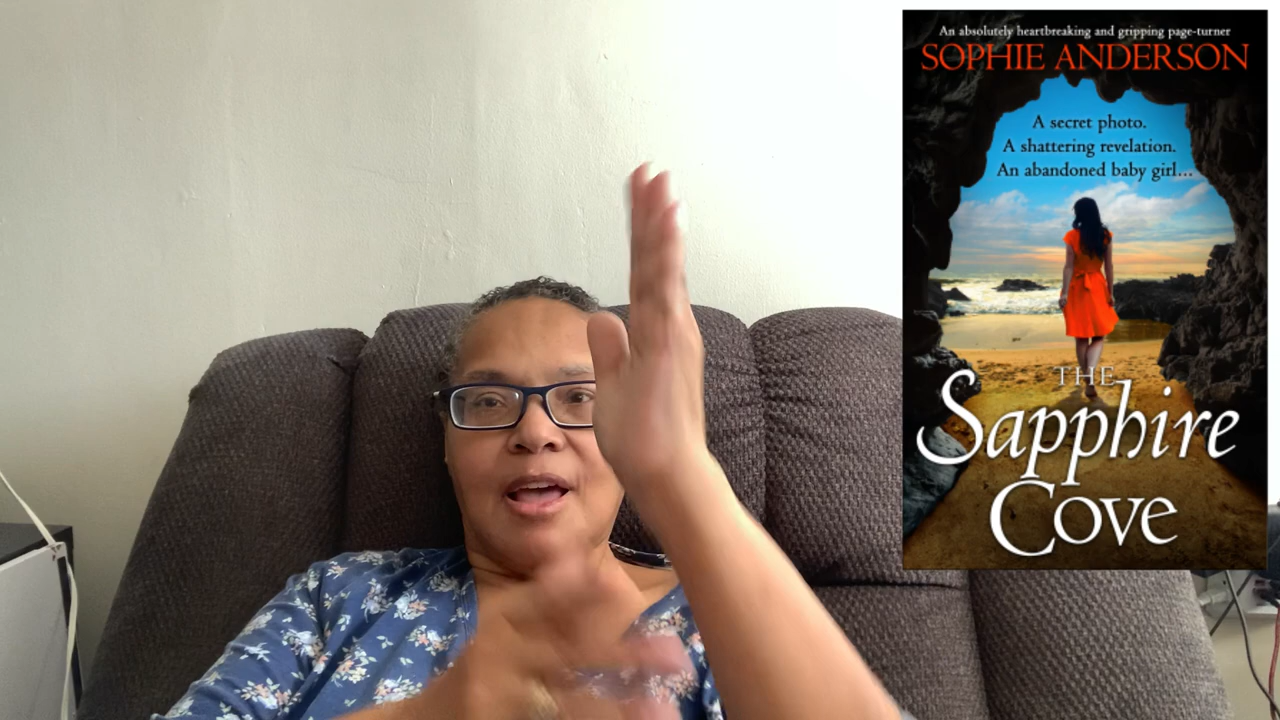 An absolutely heartbreaking and gripping page-turner
SOPHIE ANDERSON
A secret photo.
A shattering revelation.
An abandoned baby girl...
THE
Sapphire
Cove